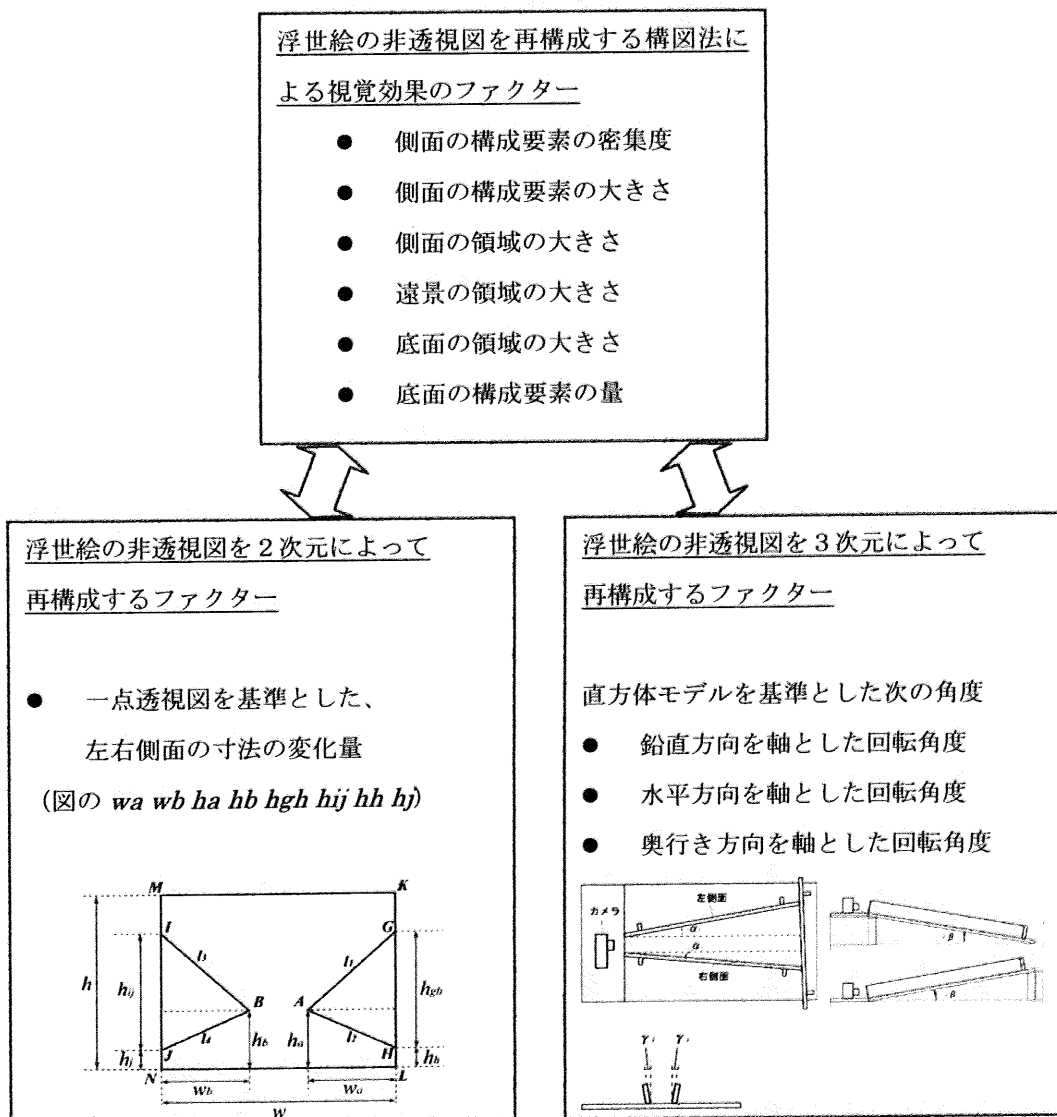 浮世絵の非透視図を再構成する構図法に
よる視覚効果のファクター
● 側面の構成要素の密集度
● 側面の構成要素の大きさ
● 側面の領域の大きさ
● 遠景の領域の大きさ
● 底面の領域の大きさ
● 底面の構成要素の量
浮世絵の非透視図を2次元によって
再構成するファクター
● 一点透視図を基準とした、
左右側面の寸法の変化量
(図の wa wb ha hb hgh hij hh hj)
M
K
I
G
l3
l1
h
hij
B
A
hgh
l4
l2
hb
ha
J
H
hj
hh
N
L
wb
wa
w
浮世絵の非透視図を3次元によって
再構成するファクター
直方体モデルを基準とした次の角度
● 鉛直方向を軸とした回転角度
● 水平方向を軸とした回転角度
● 奥行き方向を軸とした回転角度
左側面
カメラ
α
α
右側面
β
β
γ
γ